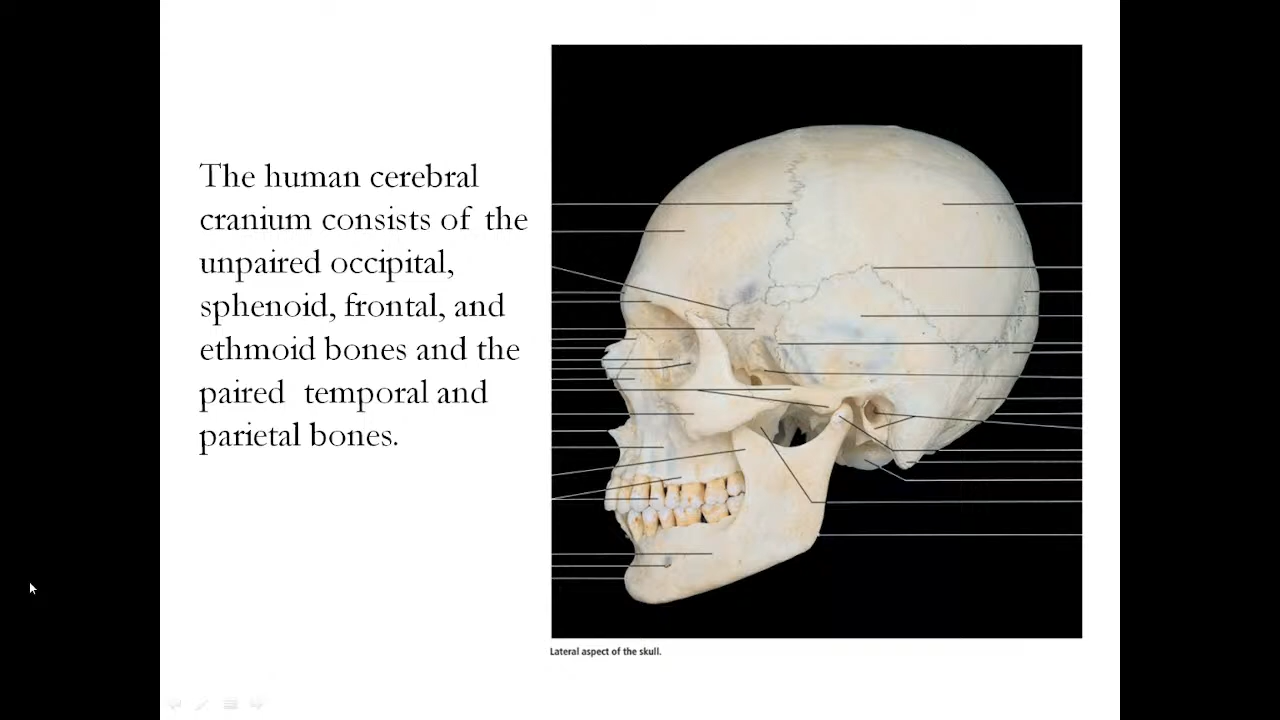 The human cerebral
cranium consists of the
unpaired occipital,
sphenoid, frontal, and
ethmoid bones and the
paired temporal and
parietal bones.
Lateral aspect of the skull.